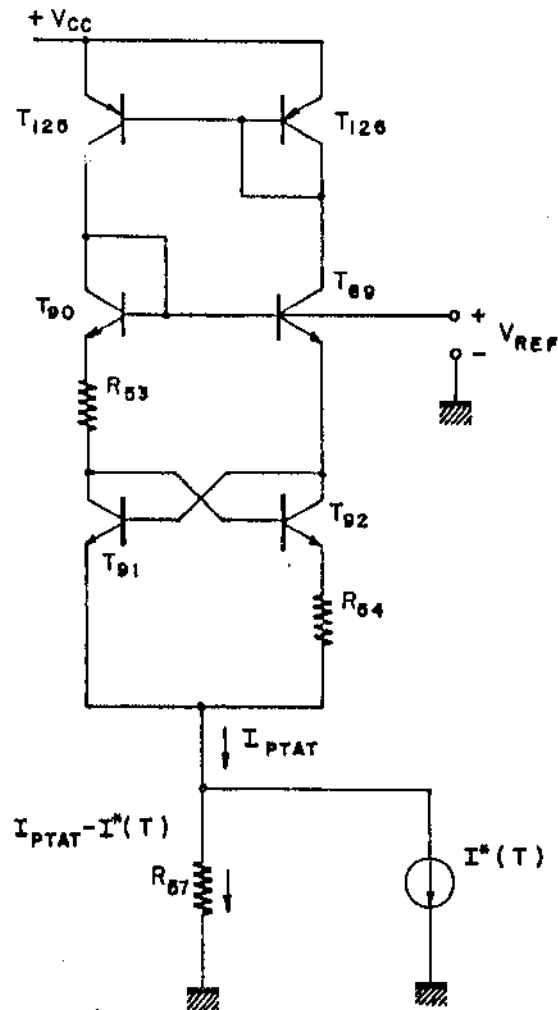 + VCC
T125 T126
T90 T89
+
VREF
-
R53
T91 T92
R54
IPTAT
IPTAT-I*(T)
I*(T)
R57